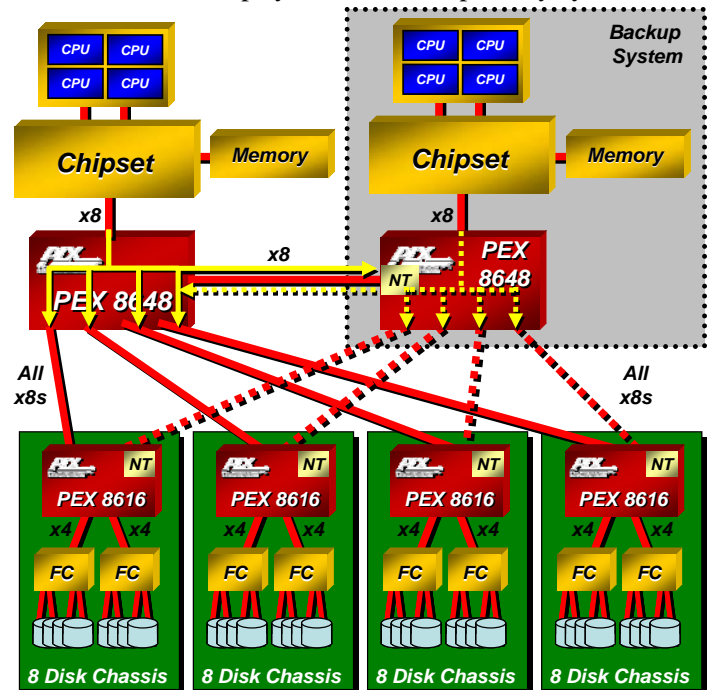 Backup
System
CPU CPU
CPU CPU
CPU CPU
CPU CPU
Chipset
Memory
Chipset
Memory
x8
x8
PEX 8648
x8
NT
PEX
8648
All
x8s
All
x8s
NT
PEX 8616
NT
PEX 8616
NT
PEX 8616
NT
PEX 8616
x4 x4
x4 x4
x4 x4
x4 x4
FC FC
FC FC
FC FC
FC FC
8 Disk Chassis
8 Disk Chassis
8 Disk Chassis
8 Disk Chassis